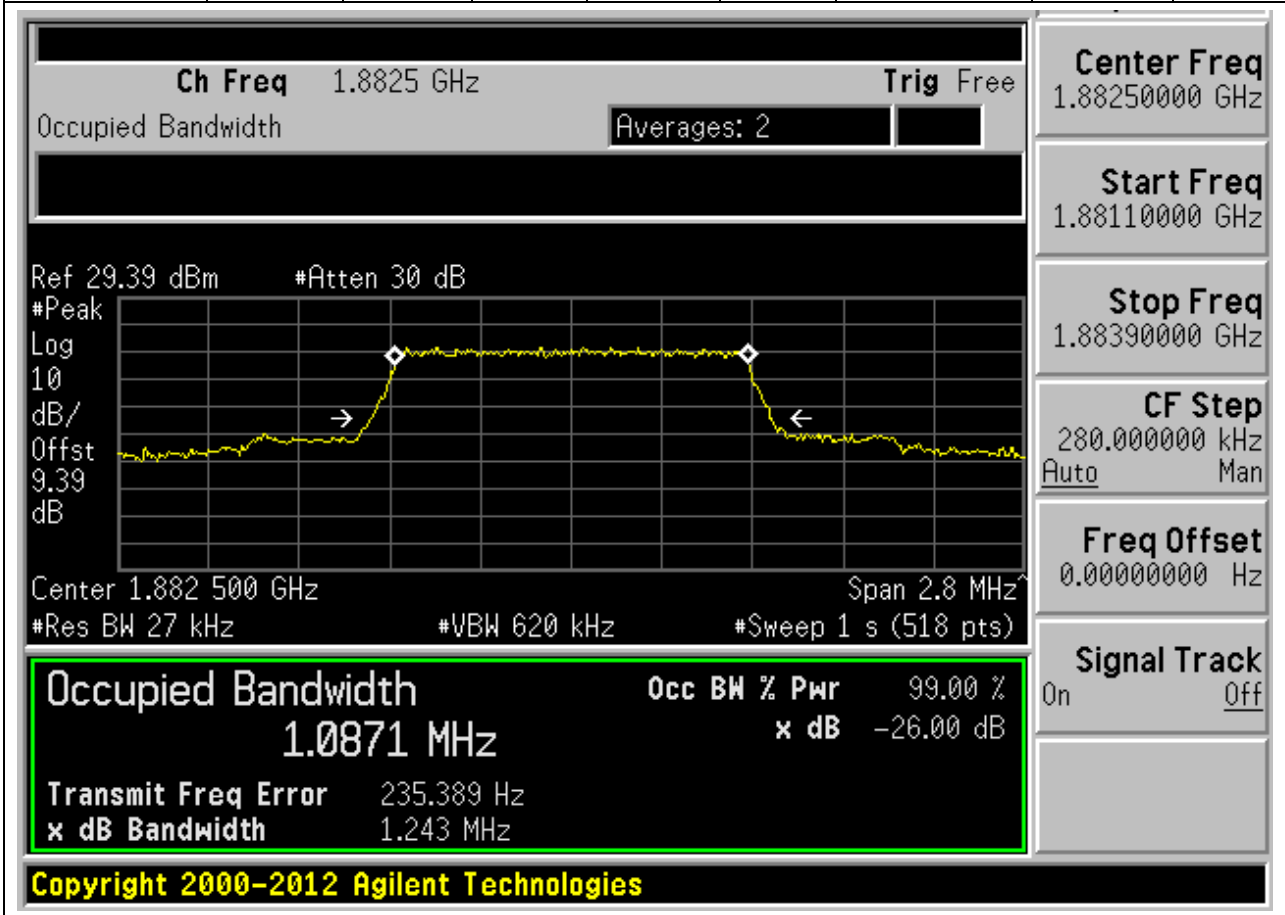 Ch Freq 1.8825 GHz Trig Free
Occupied Bandwidth Averages: 2
Ref 29.39 dBm #Atten 30 dB
#Peak
Log
10
dB/
Offst
9.39
dB
Center 1.882 500 GHz Span 2.8 MHz^
#Res BW 27 kHz #VBW 620 kHz #Sweep 1 s (518 pts)
Occupied Bandwidth Occ BW % Pwr 99.00 %
1.0871 MHz x dB -26.00 dB
Transmit Freq Error 235.389 Hz
x dB Bandwidth 1.243 MHz
Copyright 2000-2012 Agilent Technologies
Center Freq
1.88250000 GHz
Start Freq
1.88110000 GHz
Stop Freq
1.88390000 GHz
CF Step
280.000000 kHz
Auto Man
Freq Offset
0.00000000 Hz
Signal Track
On Off